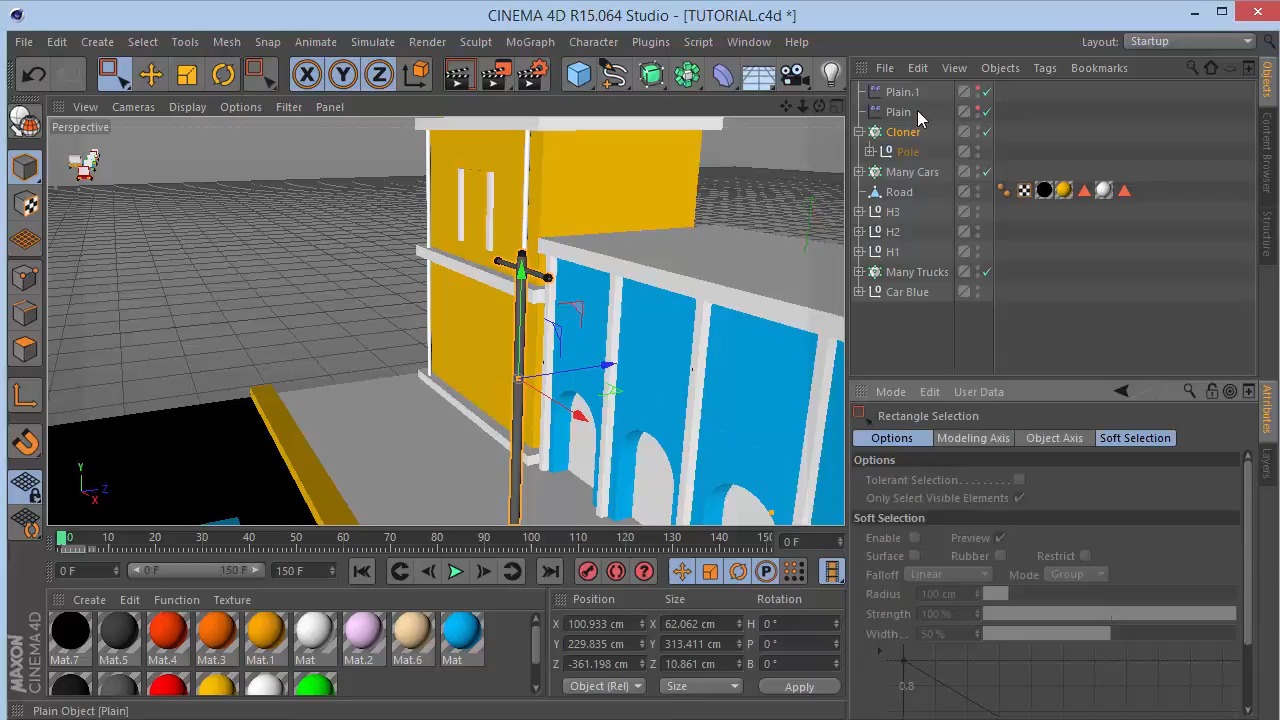 CINEMA 4D R15.064 Studio - [TUTORIAL.c4d *]
File Edit Create Select Tools Mesh Snap Animate Simulate Render Sculpt MoGraph Character Plugins Script Window Help
Layout: Startup
File Edit View Objects Tags Bookmarks
View Cameras Display Options Filter Panel
Perspective
Plain.1
Plain
Cloner
Pole
Many Cars
Road
H3
H2
H1
Many Trucks
Car Blue
Objects
Content Browser
Structure
Mode Edit User Data
Rectangle Selection
Options Modeling Axis Object Axis Soft Selection
Options
Tolerant Selection
Only Select Visible Elements
Soft Selection
Enable Preview
Surface Rubber Restrict
Falloff Linear Mode Group
Radius 100 cm
Strength 100 %
Width 50 %
0.8
Attributes
Layers
Y
Z
X
0 10 20 30 40 50 60 70 80 90 100 110 120 130 140 150 0 F
0 F 0 F 150 F 150 F
Create Edit Function Texture
Mat.7 Mat.5 Mat.4 Mat.3 Mat.1 Mat Mat.2 Mat.6 Mat
Position Size Rotation
X 100.933 cm X 62.062 cm H 0 °
Y 229.835 cm Y 313.411 cm P 0 °
Z -361.198 cm Z 10.861 cm B 0 °
Object (Rel) Size Apply
MAXON CINEMA 4D
Plain Object [Plain]